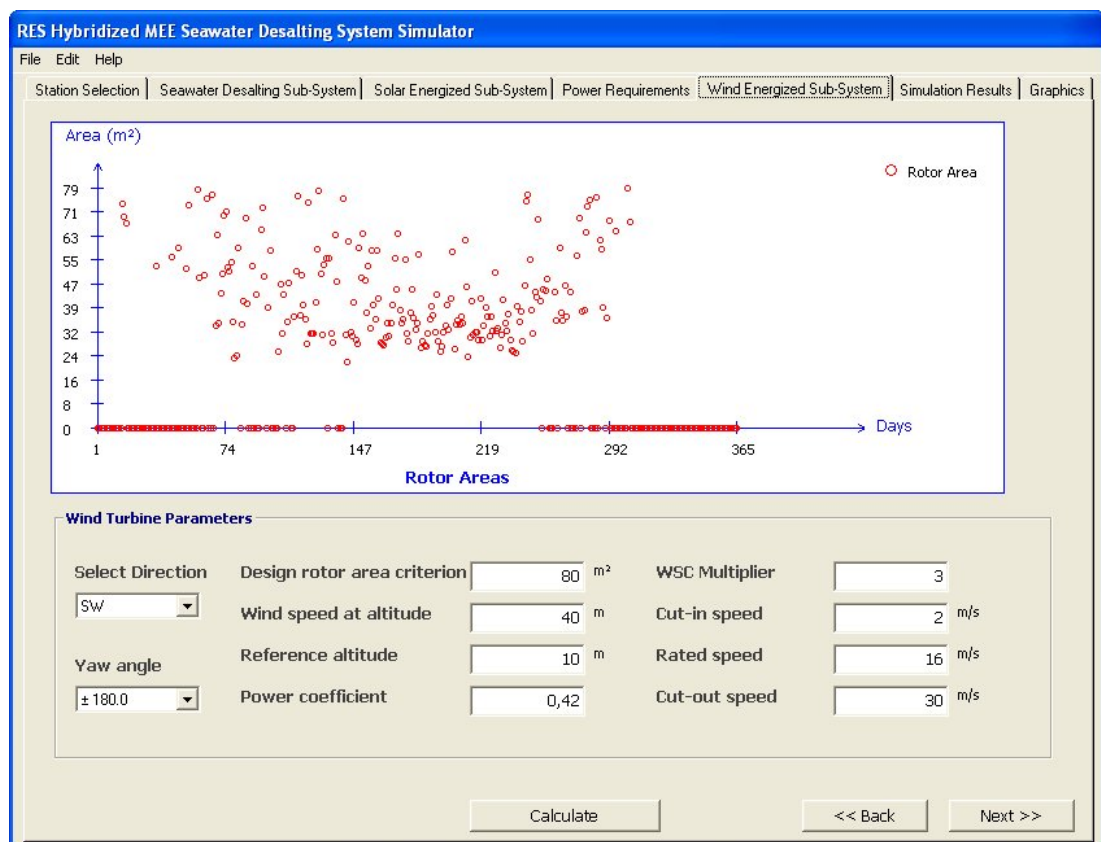 RES Hybridized MEE Seawater Desalting System Simulator
File Edit Help
Station Selection Seawater Desalting Sub-System Solar Energized Sub-System Power Requirements Wind Energized Sub-System Simulation Results Graphics
Area (m²)
Rotor Area
79
71
63
55
47
39
32
24
16
8
0
Days
1 74 147 219 292 365
Rotor Areas
Wind Turbine Parameters
Select Direction Design rotor area criterion 80 m² WSC Multiplier 3
SW Wind speed at altitude 40 m Cut-in speed 2 m/s
Yaw angle Reference altitude 10 m Rated speed 16 m/s
± 180.0 Power coefficient 0,42 Cut-out speed 30 m/s
Calculate << Back Next >>